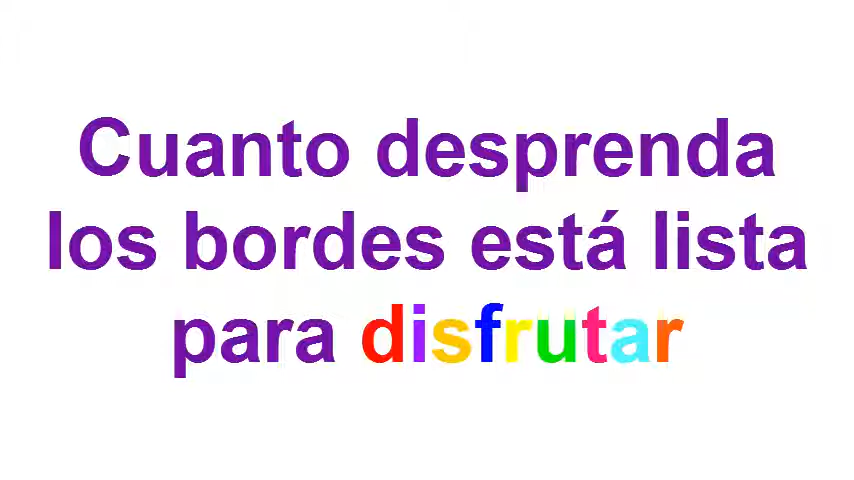 Cuanto desprenda
los bordes está lista
para disfrutar